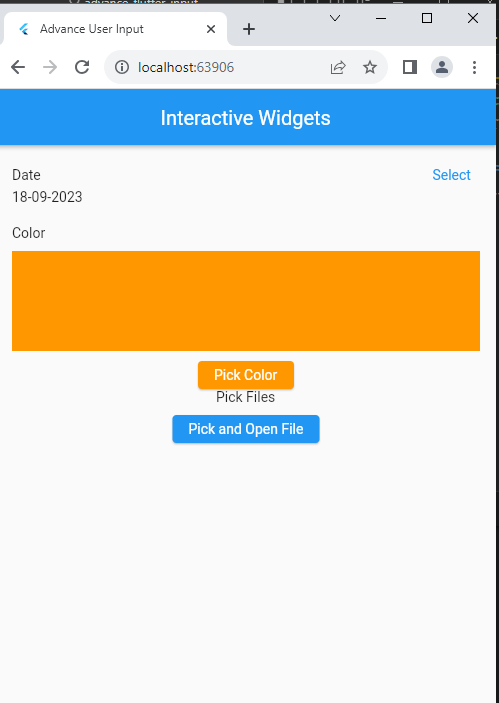 advance_flutter_input
Advance User Input
localhost:63906
Interactive Widgets
Date
Select
18-09-2023
Color
Pick Color
Pick Files
Pick and Open File